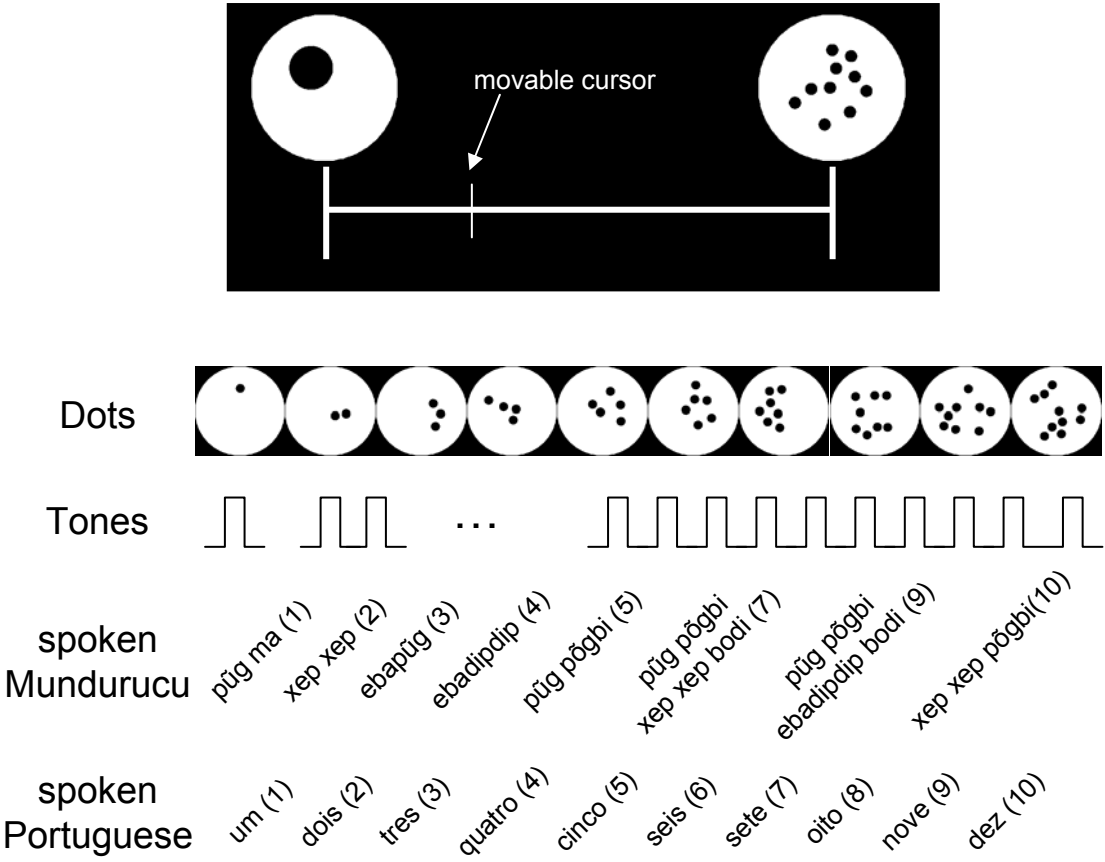 movable cursor
Dots
Tones
...
spoken
Mundurucu
pũg ma (1)
xep xep (2)
ebapũg (3)
ebadipdip (4)
pũg põgbi (5)
pũg põgbi
xep xep bodi (7)
pũg põgbi
ebadipdip bodi (9)
xep xep põgbi(10)
spoken
Portuguese
um (1)
dois (2)
tres (3)
quatro (4)
cinco (5)
seis (6)
sete (7)
oito (8)
nove (9)
dez (10)